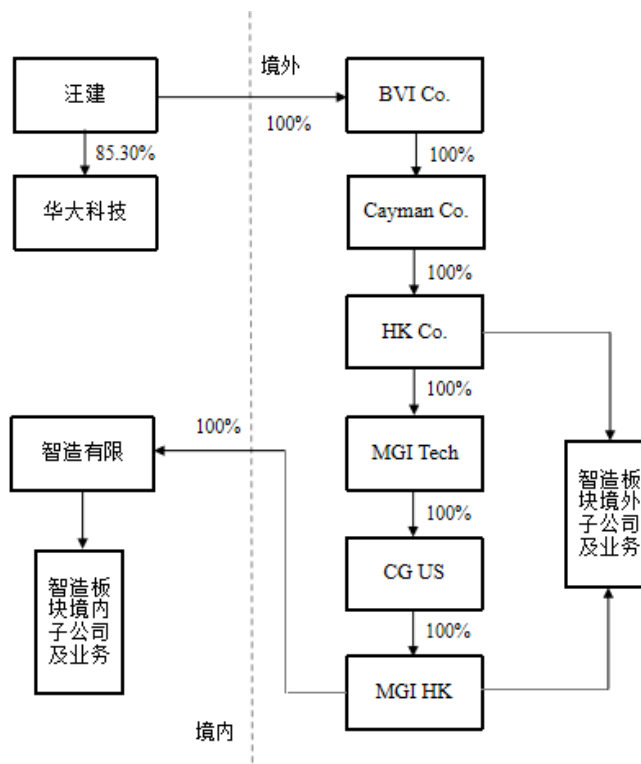 境外
汪建
BVI Co.
100%
85.30%
100%
华大科技
Cayman Co.
100%
HK Co.
100%
智造有限
100%
MGI Tech
智造板
块境外
子公司
及业务
100%
智造板
块境内
子公司
及业务
CG US
100%
MGI HK
境内